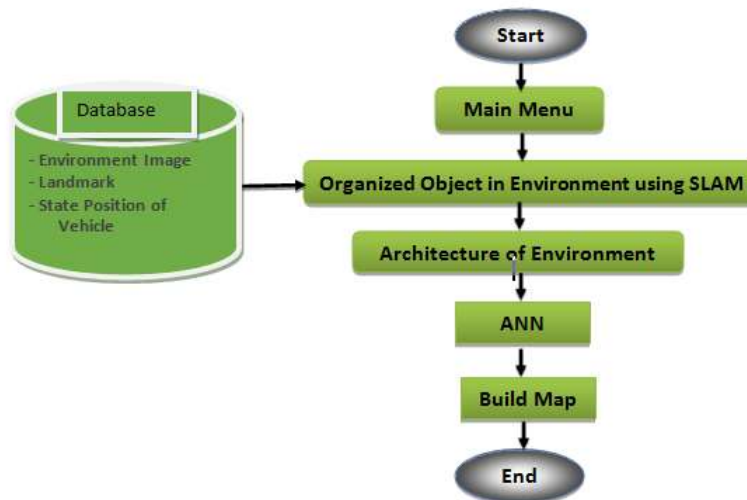 Start
Main Menu
Database
- Environment Image
- Landmark
- State Position of
Vehicle
Organized Object in Environment using SLAM
Architecture of Environment
ANN
Build Map
End